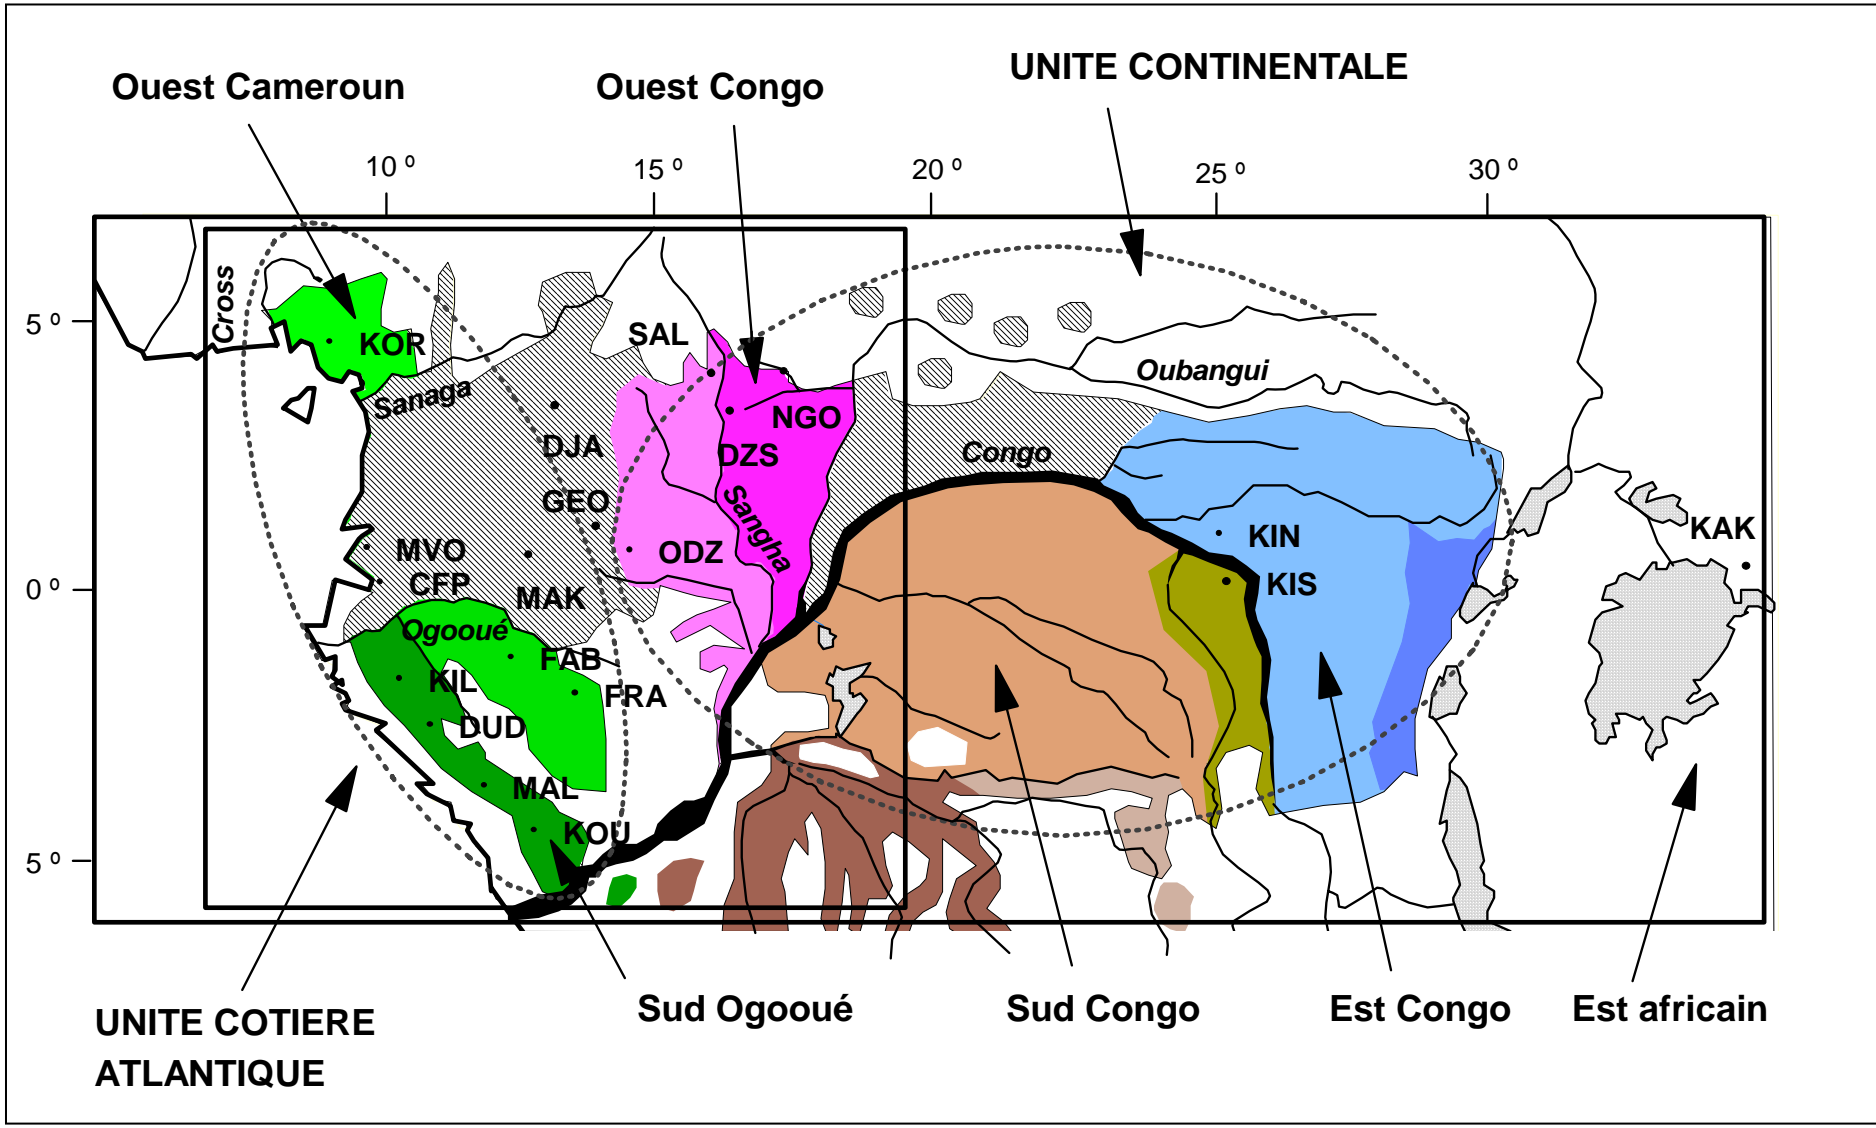 UNITE CONTINENTALE
Ouest Cameroun
Ouest Congo
10 º
15 º
20 º
25 º
30 º
Cross
5 º
KOR
SAL
Oubangui
Sanaga
NGO
DJA
DZS
Congo
GEO
Sangha
KAK
MVO
ODZ
KIN
0 º
CFP
MAK
KIS
Ogooué
FAB
KIL
FRA
DUD
MAL
KOU
5 º
Sud Ogooué
Sud Congo
Est Congo
Est africain
UNITE COTIERE
ATLANTIQUE